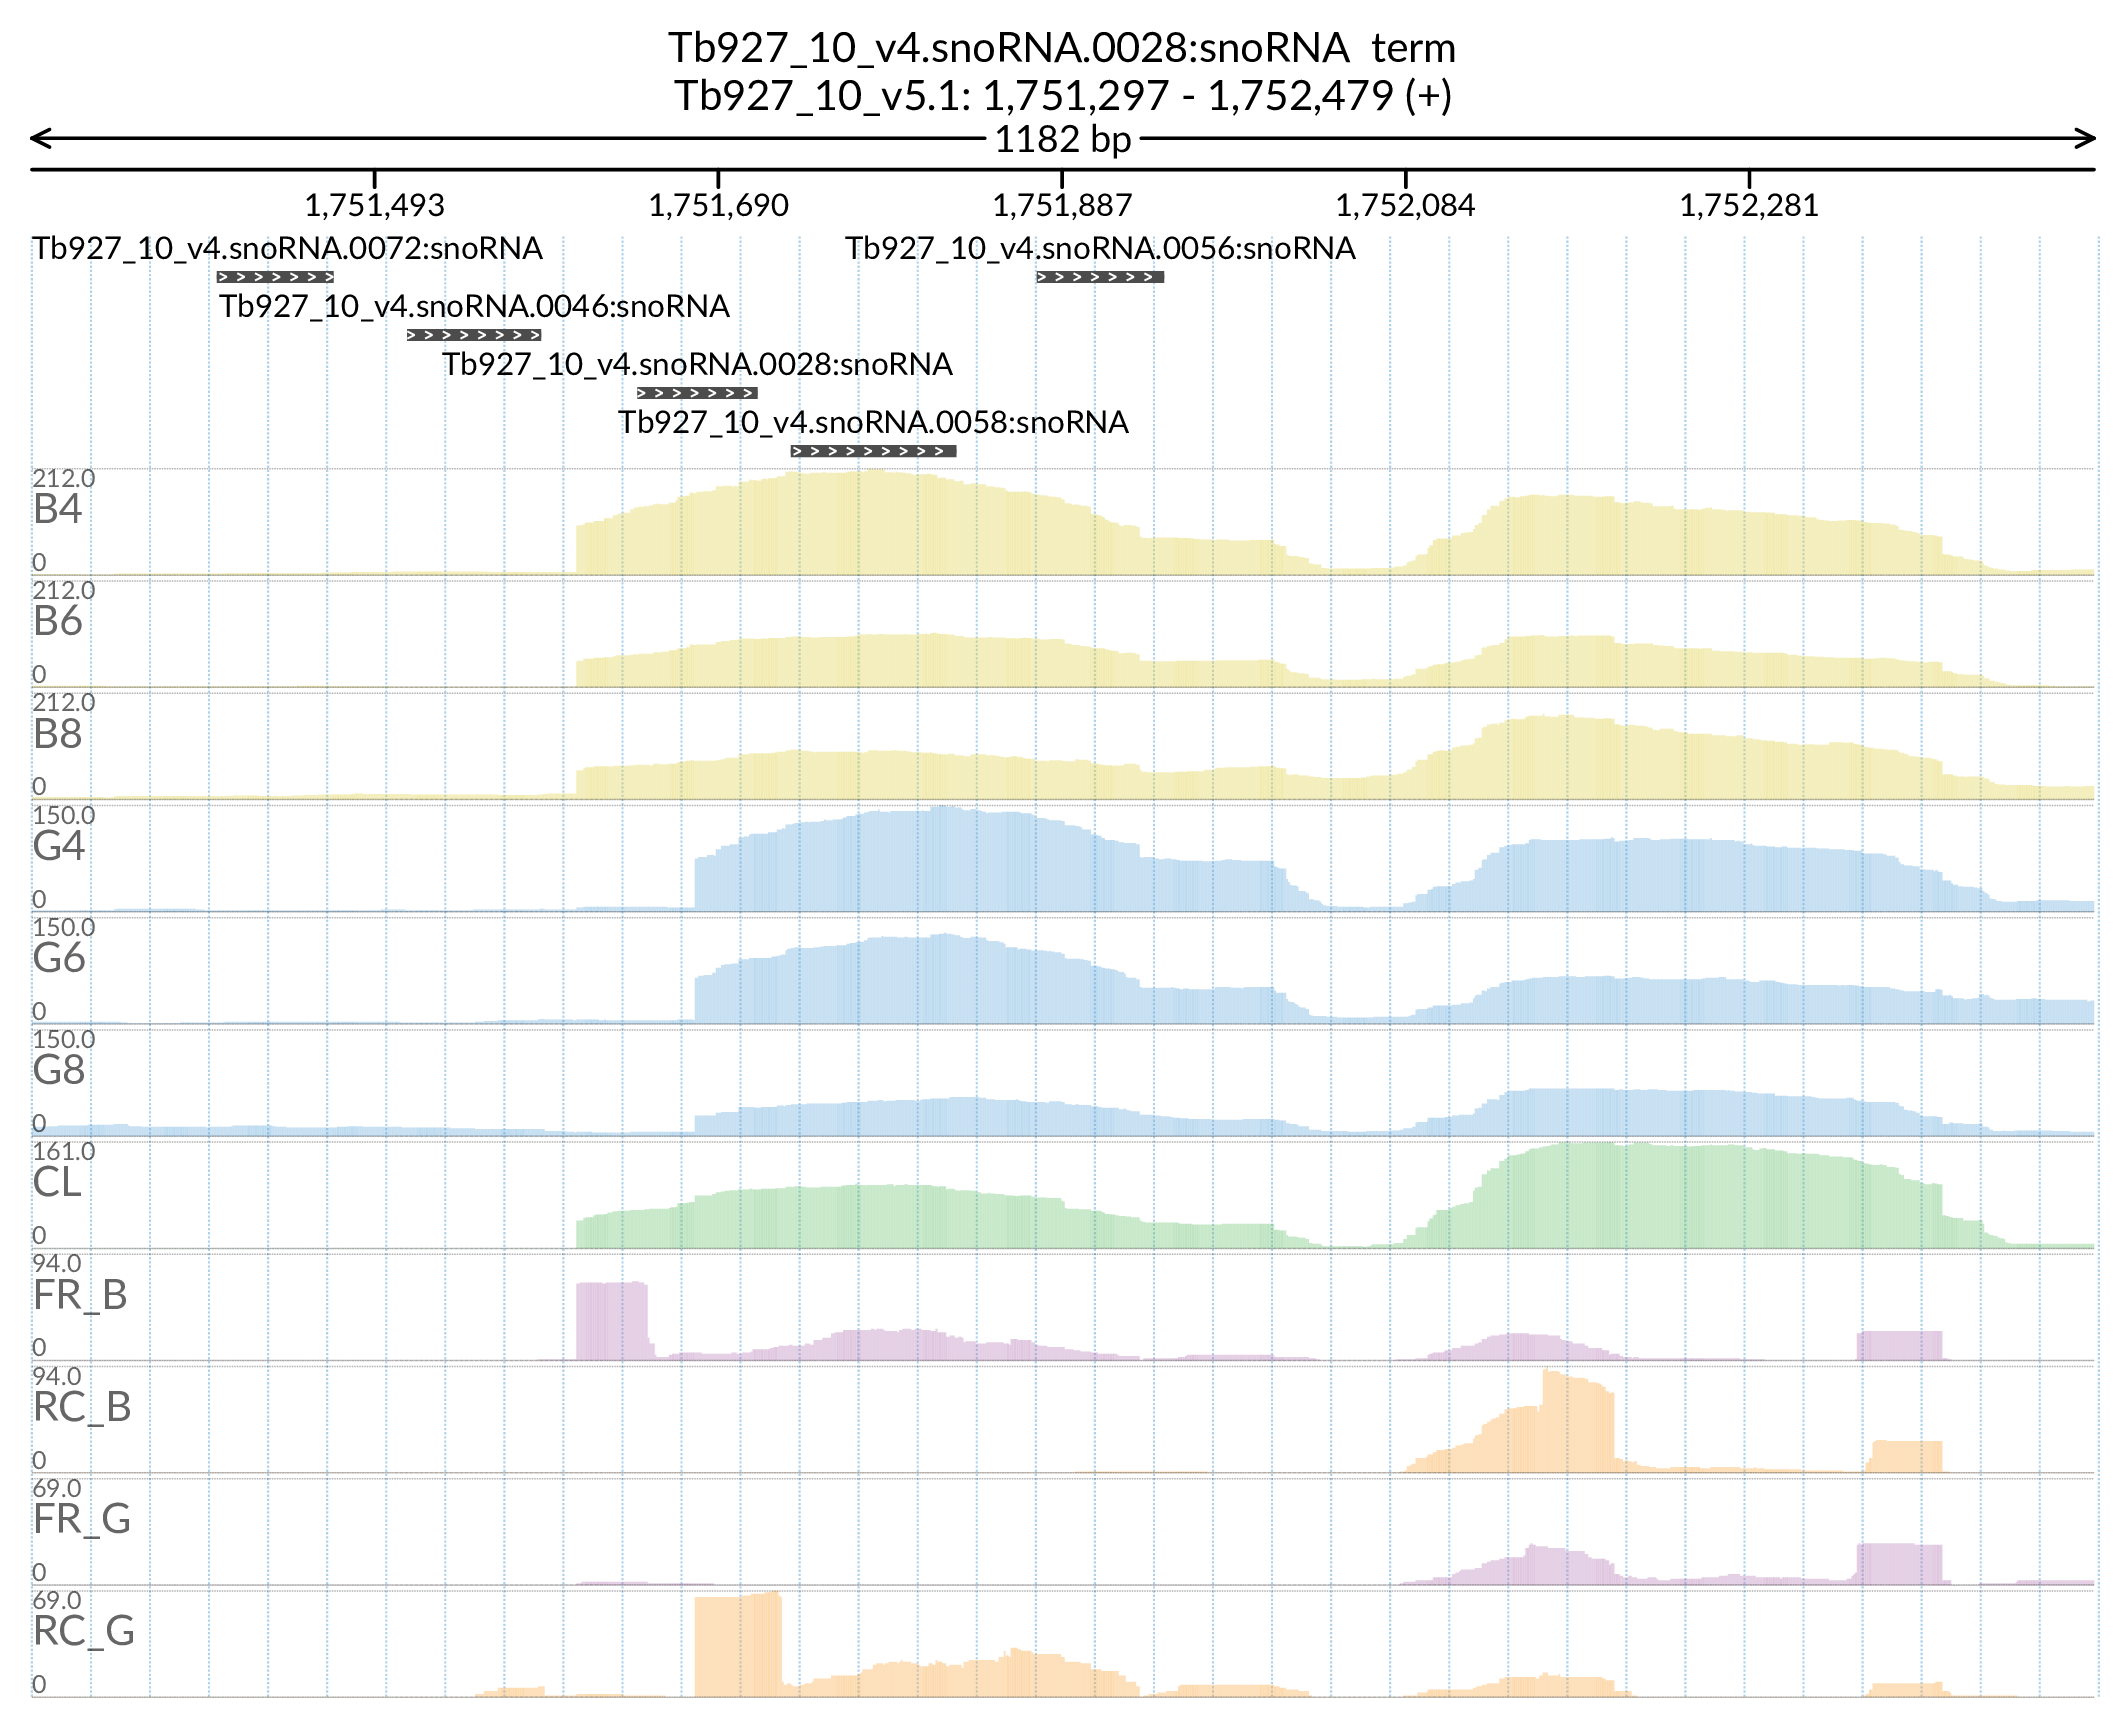 Tb927_10_v4.snoRNA.0028:snoRNA  term
Tb927_10_v5.1: 1,751,297 - 1,752,479 (+)
1182 bp
1,751,493 1,751,690 1,751,887 1,752,084 1,752,281
Tb927_10_v4.snoRNA.0072:snoRNA Tb927_10_v4.snoRNA.0056:snoRNA
Tb927_10_v4.snoRNA.0046:snoRNA
Tb927_10_v4.snoRNA.0028:snoRNA
Tb927_10_v4.snoRNA.0058:snoRNA
212.0
B4
0
212.0
B6
0
212.0
B8
0
150.0
G4
0
150.0
G6
0
150.0
G8
0
161.0
CL
0
94.0
FR_B
0
94.0
RC_B
0
69.0
FR_G
0
69.0
RC_G
0